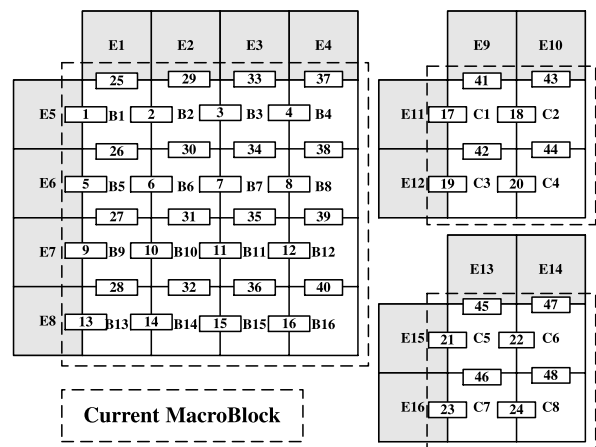 E1 E2 E3 E4
25 29 33 37
E5 1 B1 2 B2 3 B3 4 B4
26 30 34 38
E6 5 B5 6 B6 7 B7 8 B8
27 31 35 39
E7 9 B9 10 B10 11 B11 12 B12
28 32 36 40
E8 13 B13 14 B14 15 B15 16 B16
Current MacroBlock
E9 E10
41 43
E11 17 C1 18 C2
42 44
E12 19 C3 20 C4
E13 E14
45 47
E15 21 C5 22 C6
46 48
E16 23 C7 24 C8